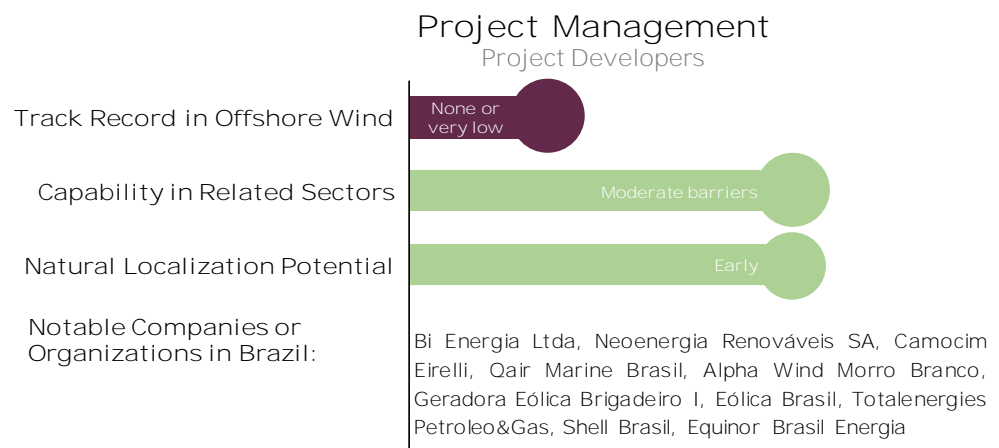 Project Management
Project Developers
Track Record in Offshore Wind
None or
very low
Capability in Related Sectors
Moderate barriers
Natural Localization Potential
Early
Notable Companies or
Organizations in Brazil:
Bi Energia Ltda, Neoenergia Renováveis SA, Camocim
Eirelli, Qair Marine Brasil, Alpha Wind Morro Branco,
Geradora Eólica Brigadeiro I, Eólica Brasil, Totalenergies
Petroleo&Gas, Shell Brasil, Equinor Brasil Energia